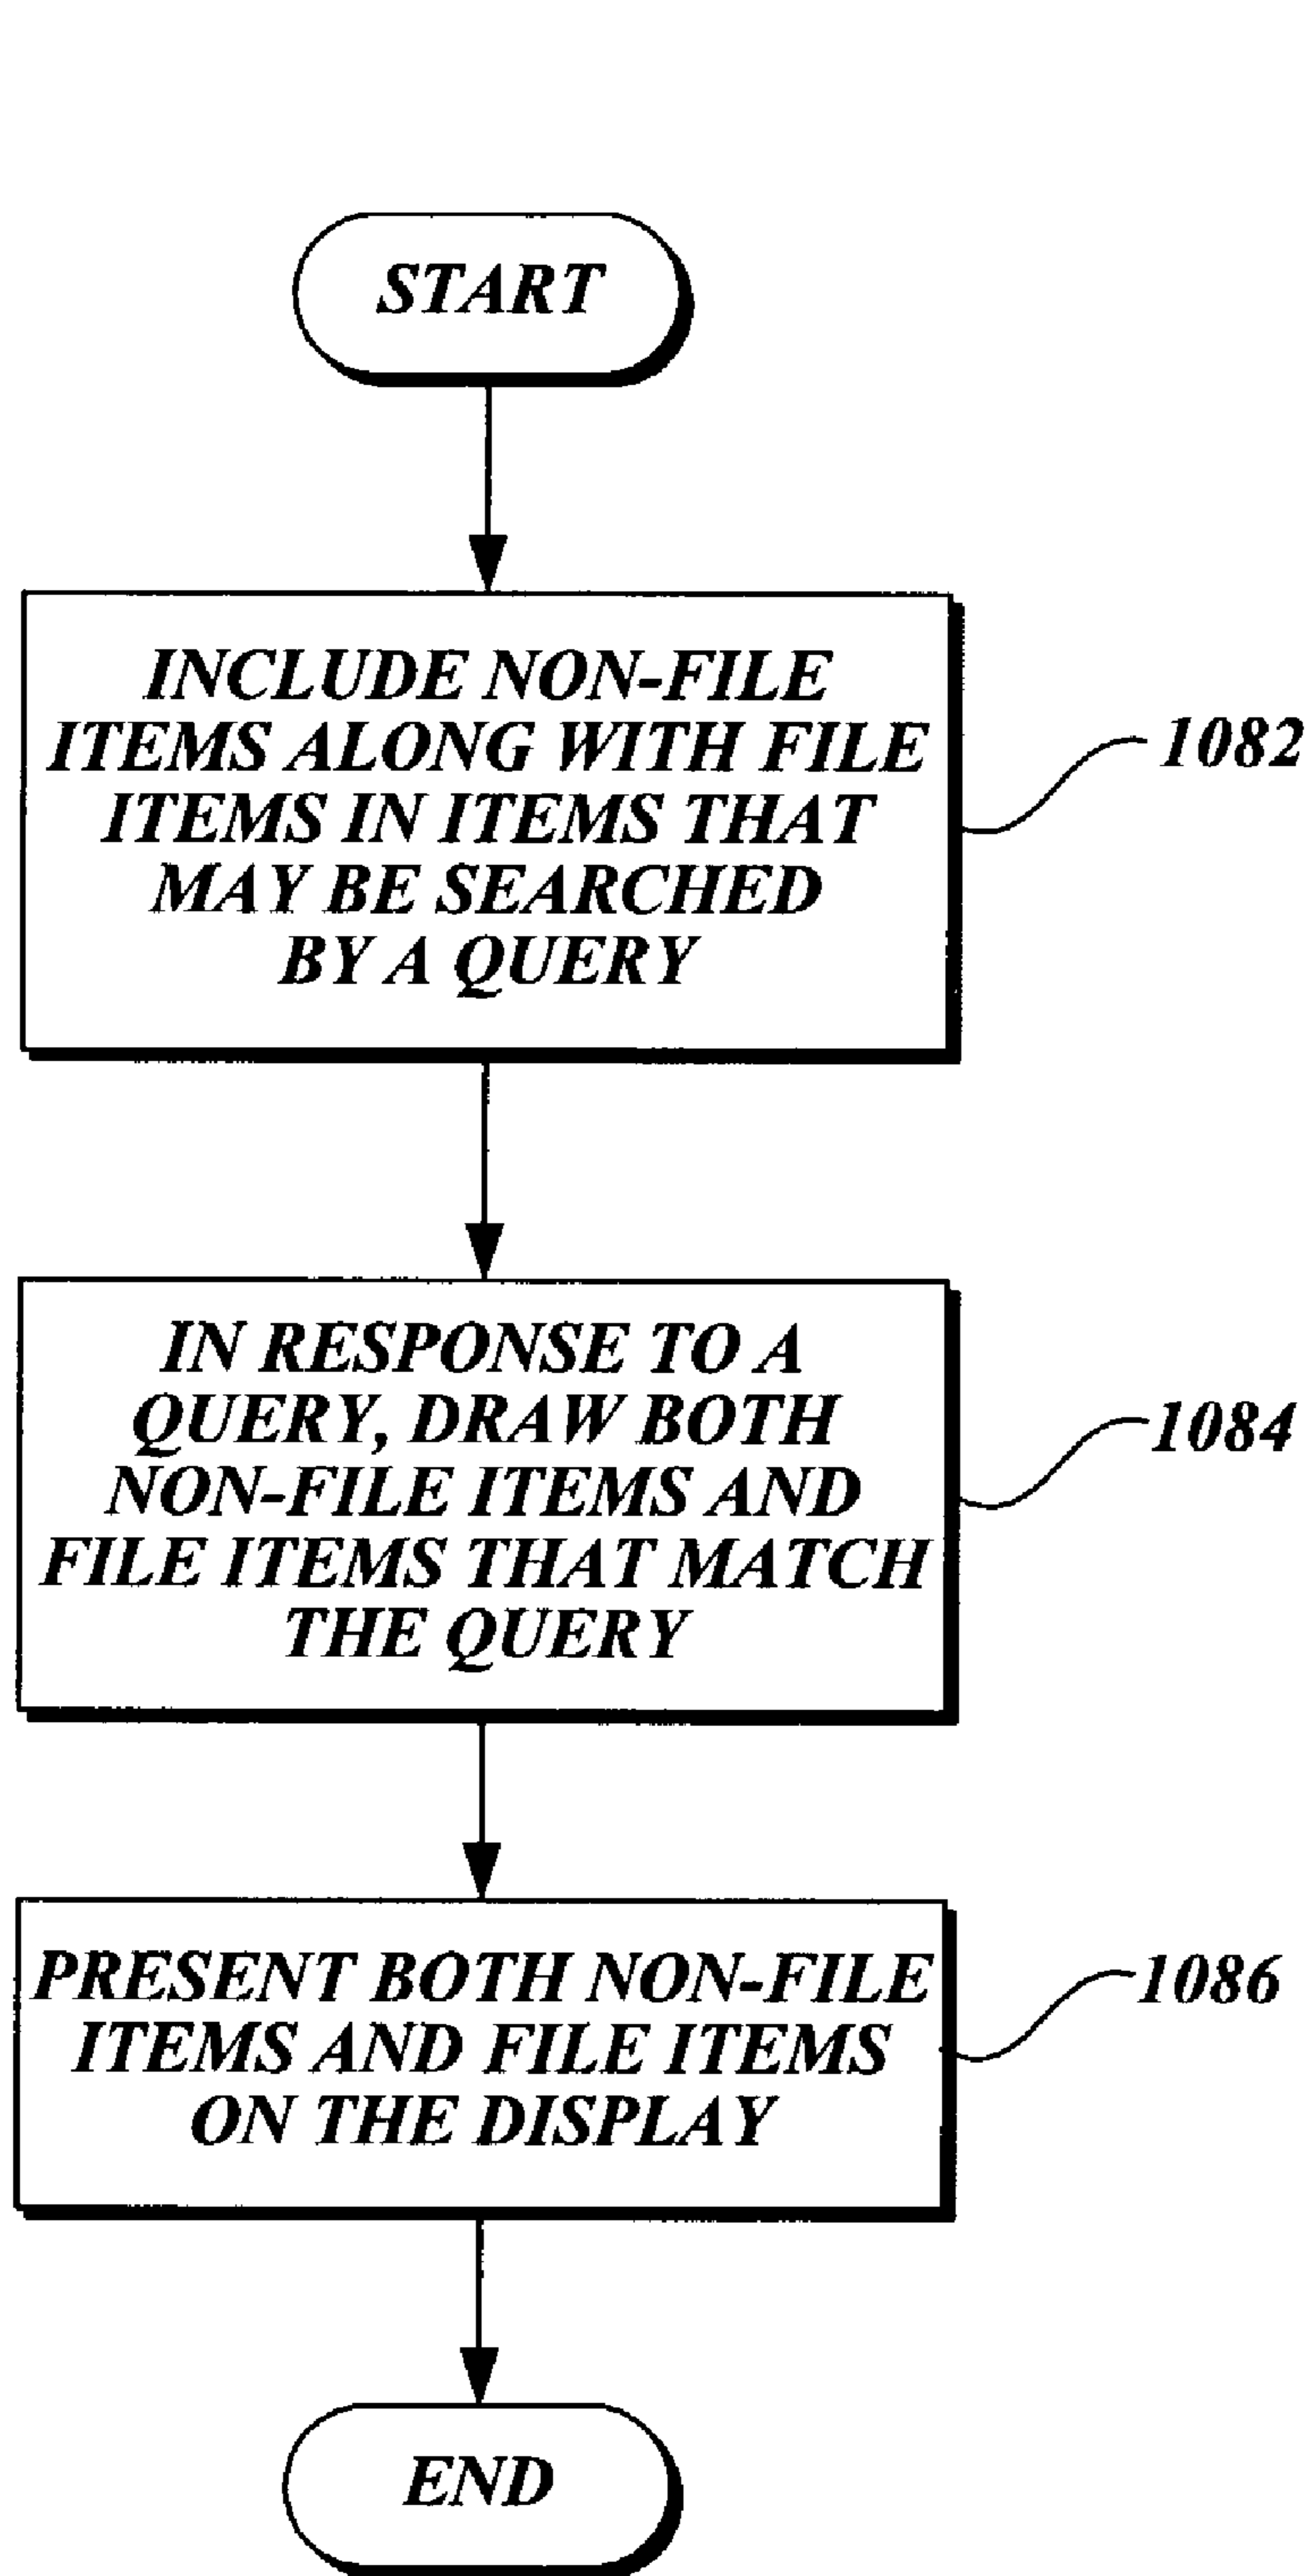 START
INCLUDE NON-FILE
ITEMS ALONG WITH FILE
ITEMS IN ITEMS THAT
MAY BE SEARCHED
BY A QUERY
1082
IN RESPONSE TO A
QUERY, DRAW BOTH
NON-FILE ITEMS AND
FILE ITEMS THAT MATCH
THE QUERY
1084
PRESENT BOTH NON-FILE
ITEMS AND FILE ITEMS
ON THE DISPLAY
1086
END